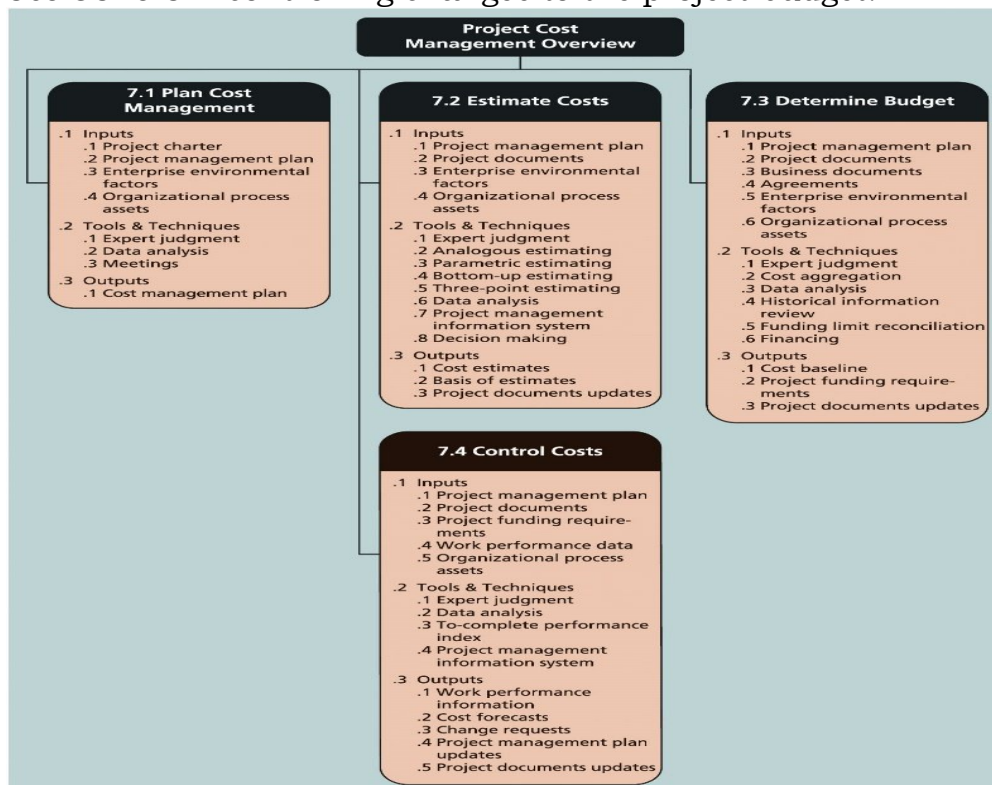 Project Cost
Management Overview
7.1 Plan Cost
Management
.1 Inputs
.1 Project charter
.2 Project management plan
.3 Enterprise environmental
factors
.4 Organizational process
assets
.2 Tools & Techniques
.1 Expert judgment
.2 Data analysis
.3 Meetings
.3 Outputs
.1 Cost management plan
7.2 Estimate Costs
.1 Inputs
.1 Project management plan
.2 Project documents
.3 Enterprise environmental
factors
.4 Organizational process
assets
.2 Tools & Techniques
.1 Expert judgment
.2 Analogous estimating
.3 Parametric estimating
.4 Bottom-up estimating
.5 Three-point estimating
.6 Data analysis
.7 Project management
information system
.8 Decision making
.3 Outputs
.1 Cost estimates
.2 Basis of estimates
.3 Project documents updates
7.3 Determine Budget
.1 Inputs
.1 Project management plan
.2 Project documents
.3 Business documents
.4 Agreements
.5 Enterprise environmental
factors
.6 Organizational process
assets
.2 Tools & Techniques
.1 Expert judgment
.2 Cost aggregation
.3 Data analysis
.4 Historical information
review
.5 Funding limit reconciliation
.6 Financing
.3 Outputs
.1 Cost baseline
.2 Project funding require-
ments
.3 Project documents updates
7.4 Control Costs
.1 Inputs
.1 Project management plan
.2 Project documents
.3 Project funding require-
ments
.4 Work performance data
.5 Organizational process
assets
.2 Tools & Techniques
.1 Expert judgment
.2 Data analysis
.3 To-complete performance
index
.4 Project management
information system
.3 Outputs
.1 Work performance
information
.2 Cost forecasts
.3 Change requests
.4 Project management plan
updates
.5 Project documents updates